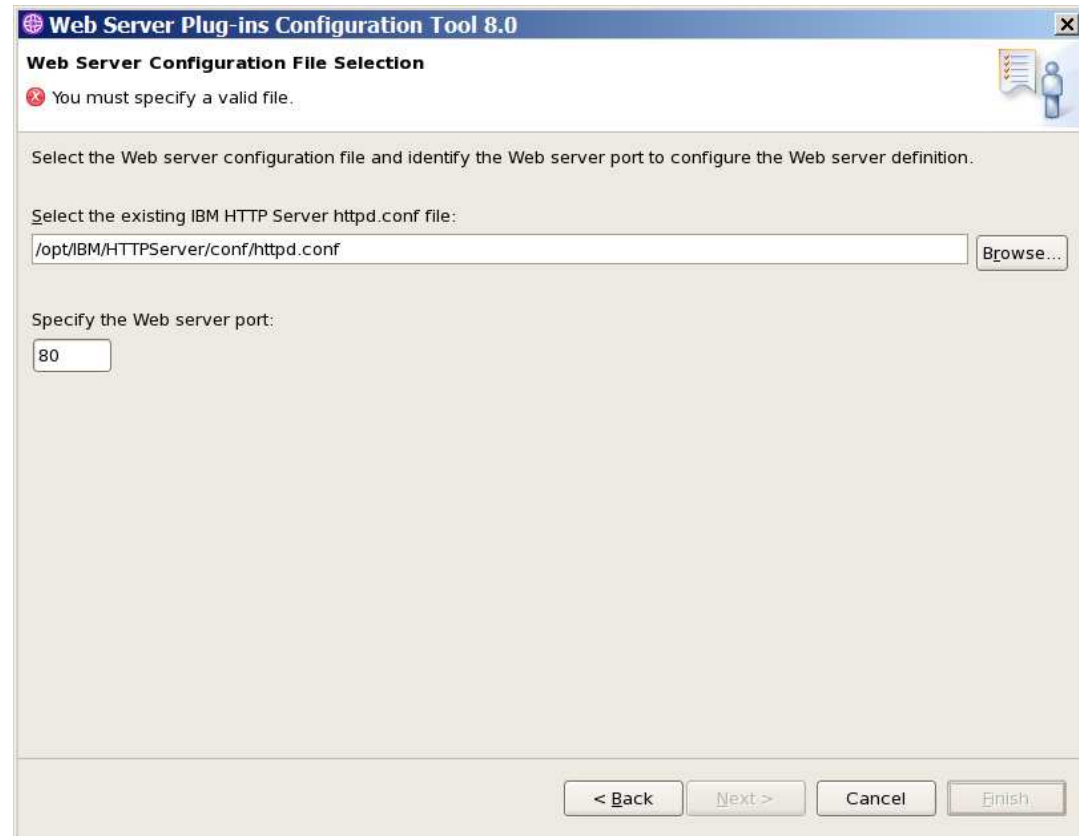 Web Server Plug-ins Configuration Tool 8.0
Web Server Configuration File Selection
You must specify a valid file.
Select the Web server configuration file and identify the Web server port to configure the Web server definition.
Select the existing IBM HTTP Server httpd.conf file:
/opt/IBM/HTTPServer/conf/httpd.conf
Browse...
Specify the Web server port:
80
< Back Next > Cancel Finish